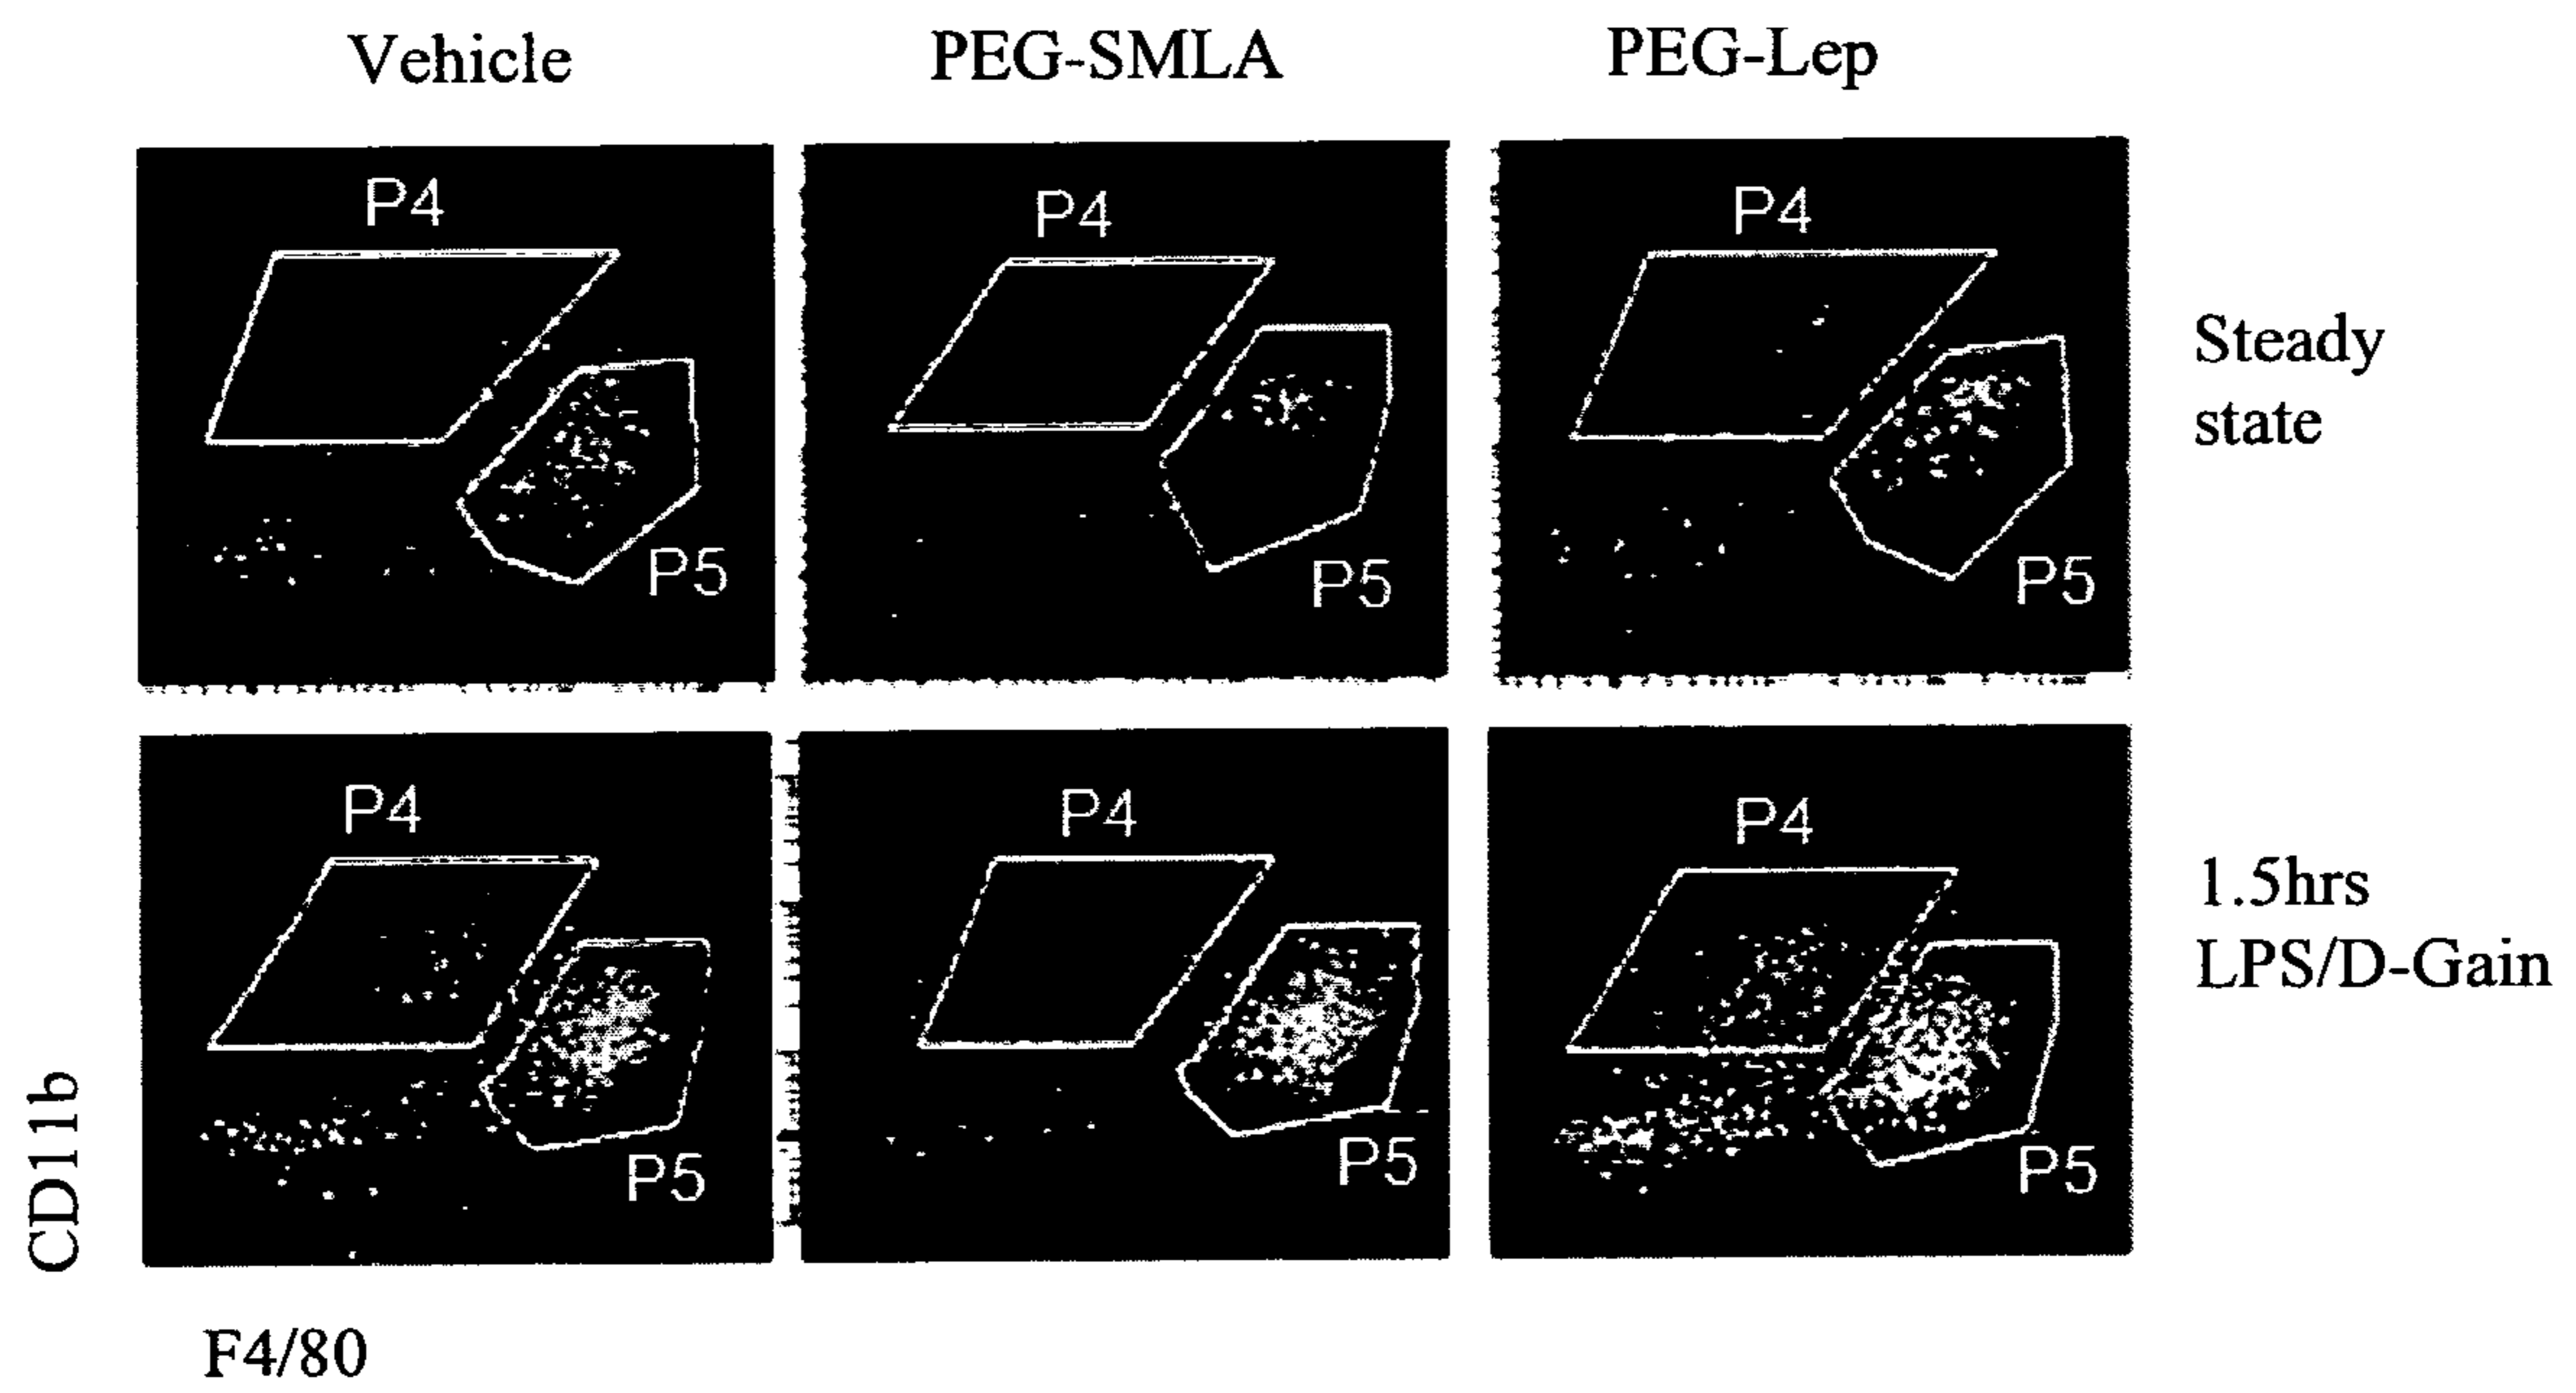 Vehicle PEG-SMLA PEG-Lep
P4 P4 P4
Steady
state
P5 P5 P5
P4 P4 P4
1.5hrs
LPS/D-Gain
P5 P5 P5
CD11b
F4/80